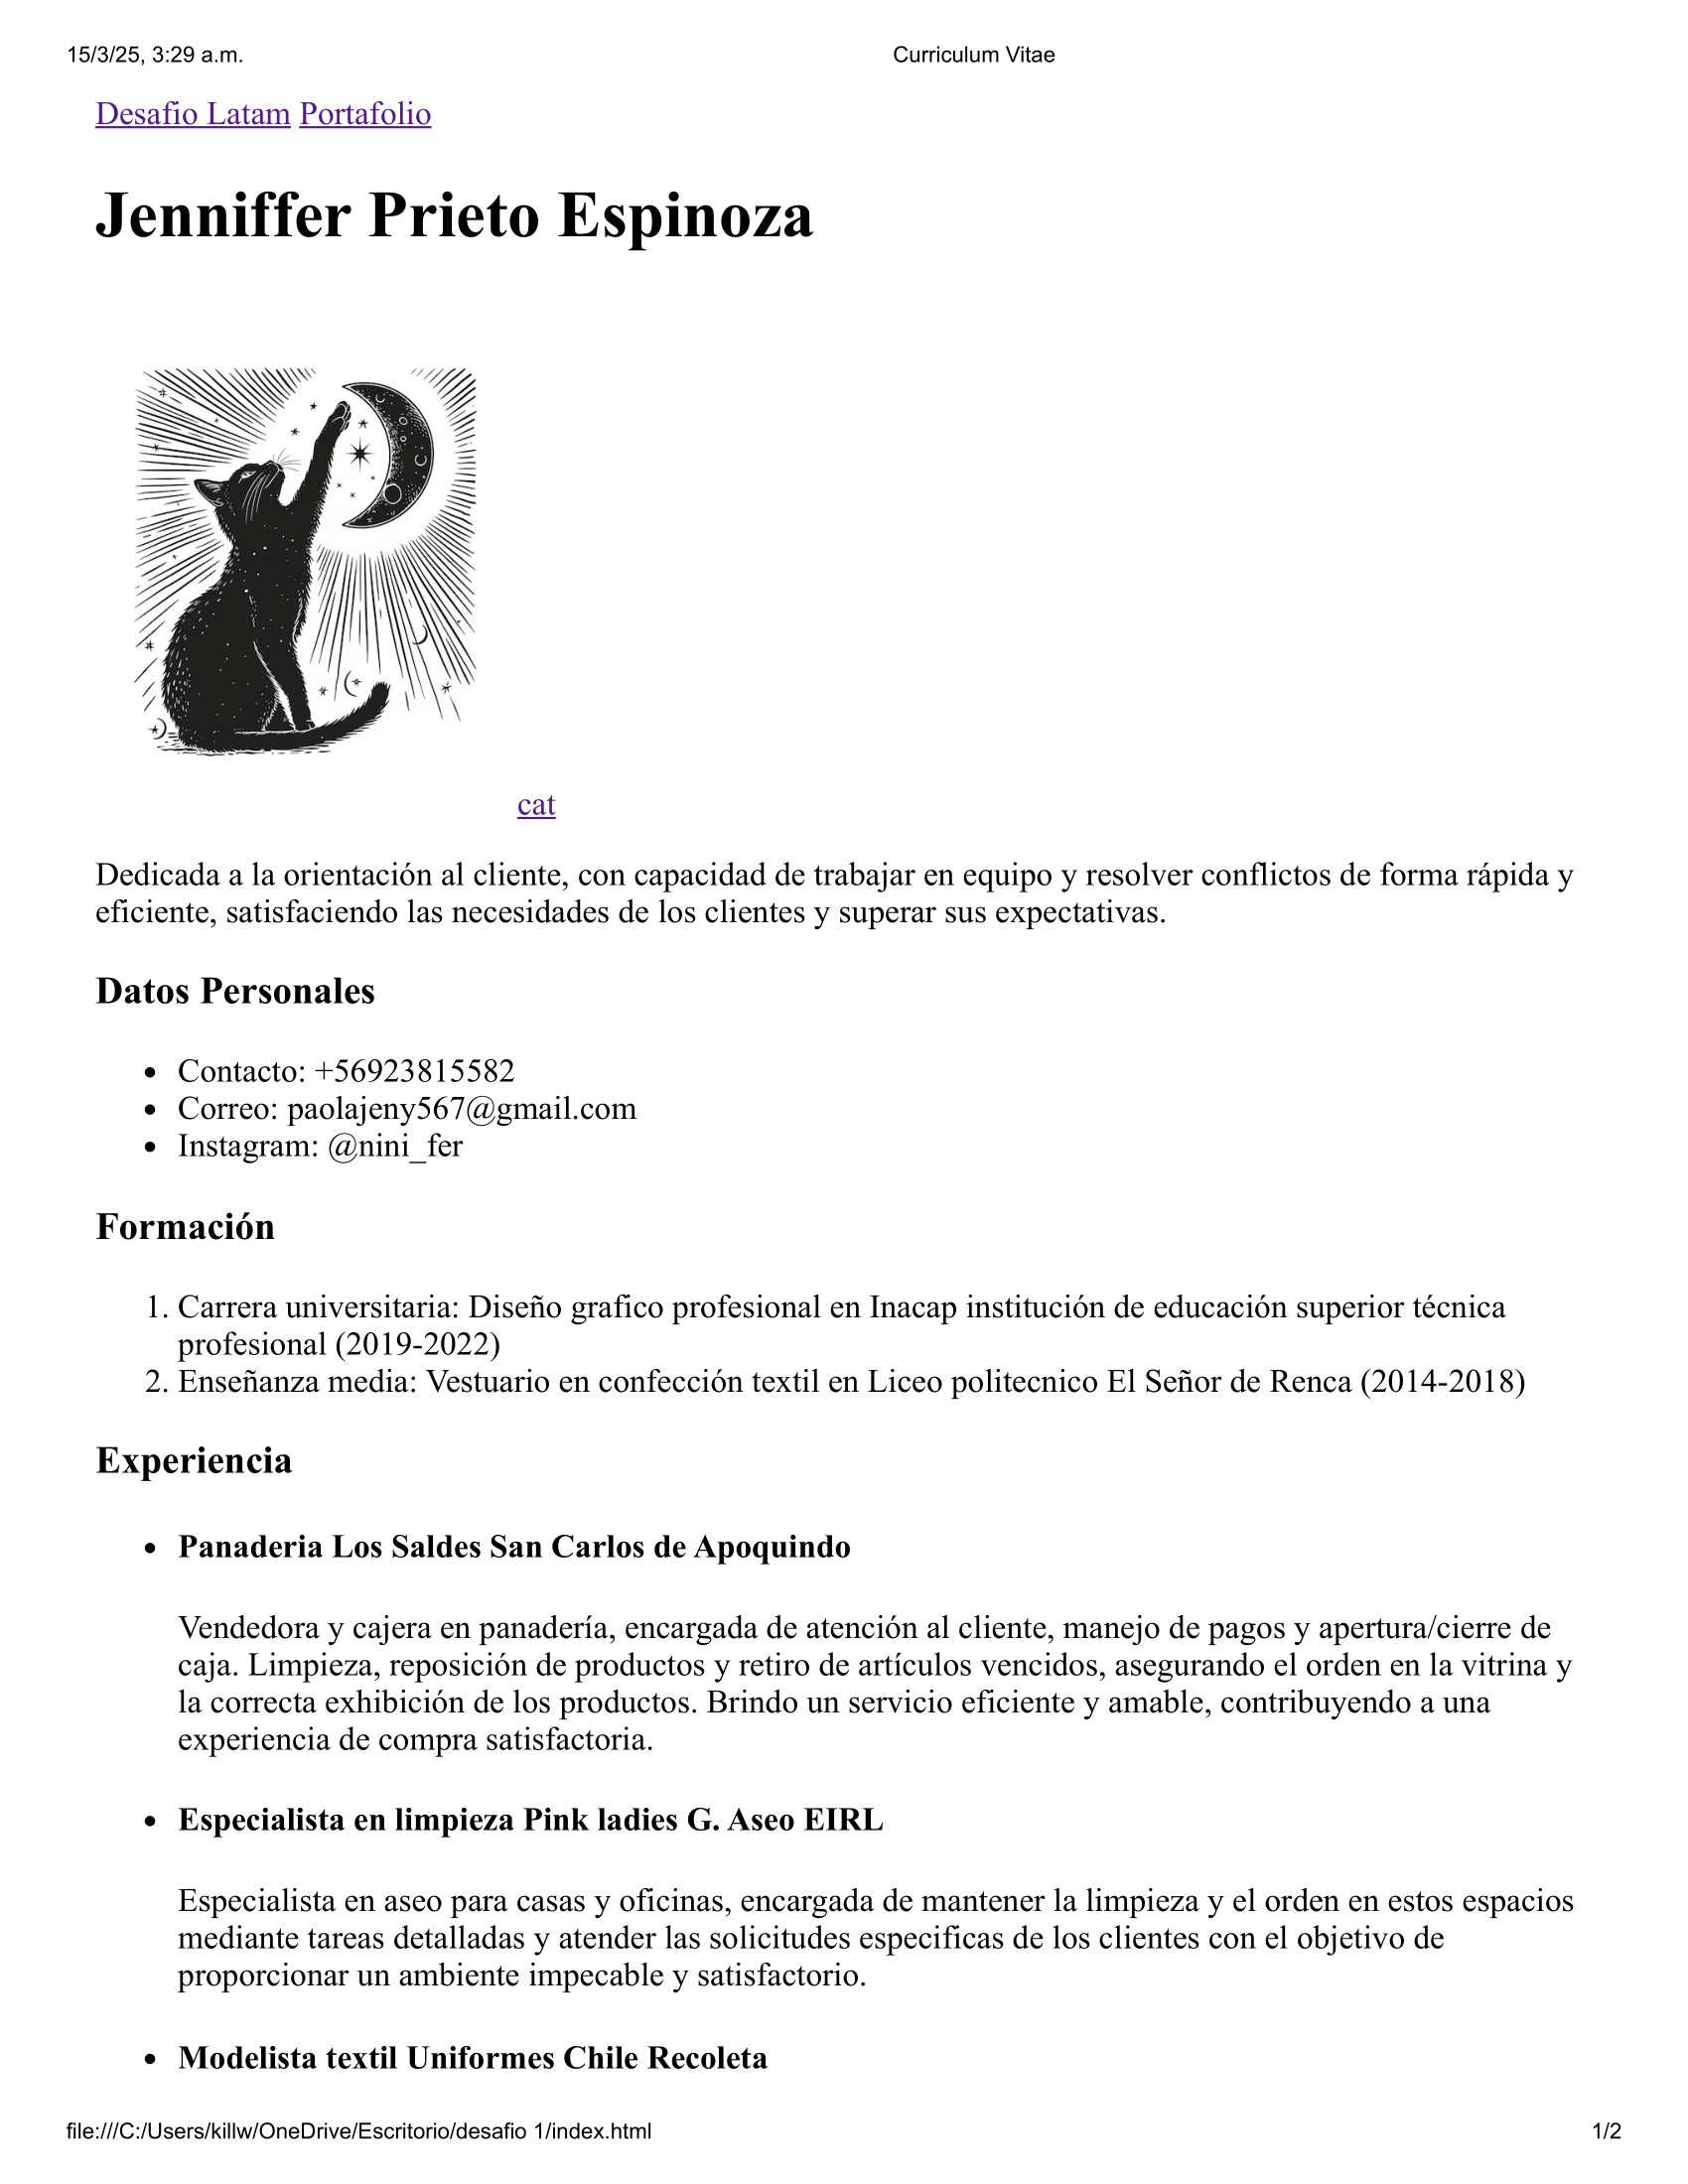 15/3/25, 3:29 a.m.
Curriculum Vitae
Desafio Latam Portafolio
Jenniffer Prieto Espinoza
cat
Dedicada a la orientación al cliente, con capacidad de trabajar en equipo y resolver conflictos de forma rápida y
eficiente, satisfaciendo las necesidades de los clientes y superar sus expectativas.
Datos Personales
• Contacto: +56923815582
• Correo: paolajeny567@gmail.com
• Instagram: @nini_fer
Formación
1. Carrera universitaria: Diseño grafico profesional en Inacap institución de educación superior técnica
profesional (2019-2022)
2. Enseñanza media: Vestuario en confección textil en Liceo politecnico El Señor de Renca (2014-2018)
Experiencia
• Panaderia Los Saldes San Carlos de Apoquindo
Vendedora y cajera en panadería, encargada de atención al cliente, manejo de pagos y apertura/cierre de
caja. Limpieza, reposición de productos y retiro de artículos vencidos, asegurando el orden en la vitrina y
la correcta exhibición de los productos. Brindo un servicio eficiente y amable, contribuyendo a una
experiencia de compra satisfactoria.
• Especialista en limpieza Pink ladies G. Aseo EIRL
Especialista en aseo para casas y oficinas, encargada de mantener la limpieza y el orden en estos espacios
mediante tareas detalladas y atender las solicitudes especificas de los clientes con el objetivo de
proporcionar un ambiente impecable y satisfactorio.
• Modelista textil Uniformes Chile Recoleta
file:///C:/Users/killw/OneDrive/Escritorio/desafio 1/index.html
1/2